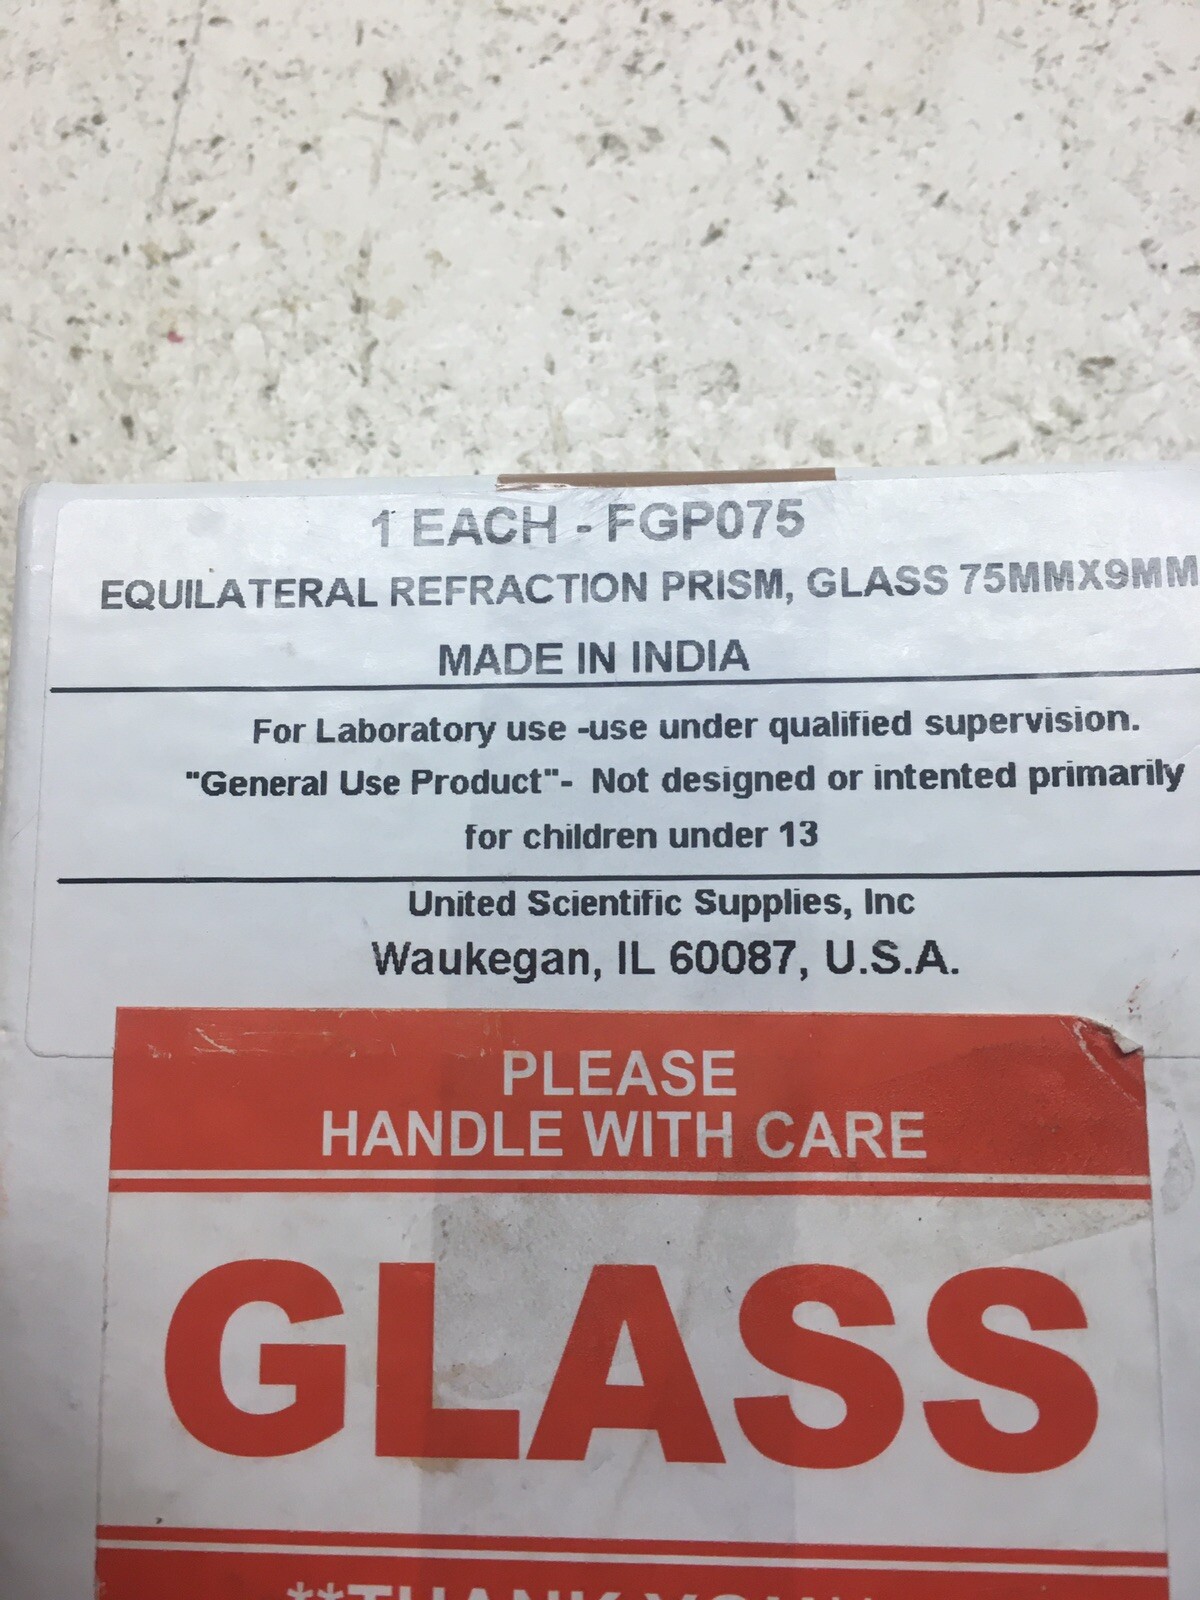 1 EACH - FGP075
EQUILATERAL REFRACTION PRISM, GLASS 75MMX9MM
MADE IN INDIA
For Laboratory use -use under qualified supervision.
"General Use Product"- Not designed or intented primarily
for children under 13
United Scientific Supplies, Inc
Waukegan, IL 60087, U.S.A.
PLEASE
HANDLE WITH CARE
GLASS
**THANK YOU**